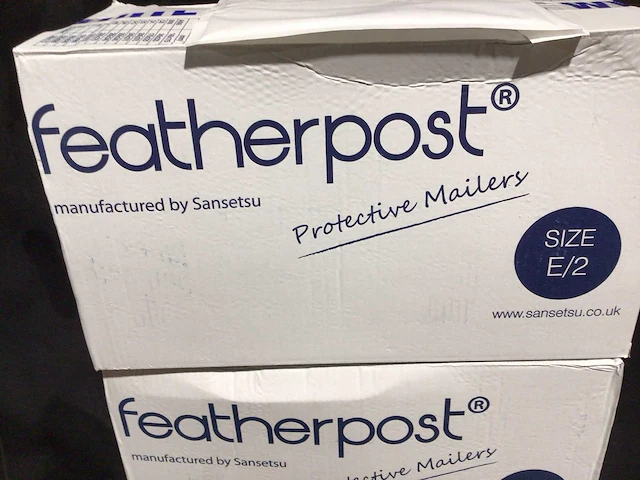 featherpost®
manufactured by Sansetsu
Protective Mailers
SIZE
E/2
www.sansetsu.co.uk
featherpost®
manufactured by Sansetsu
Mailers